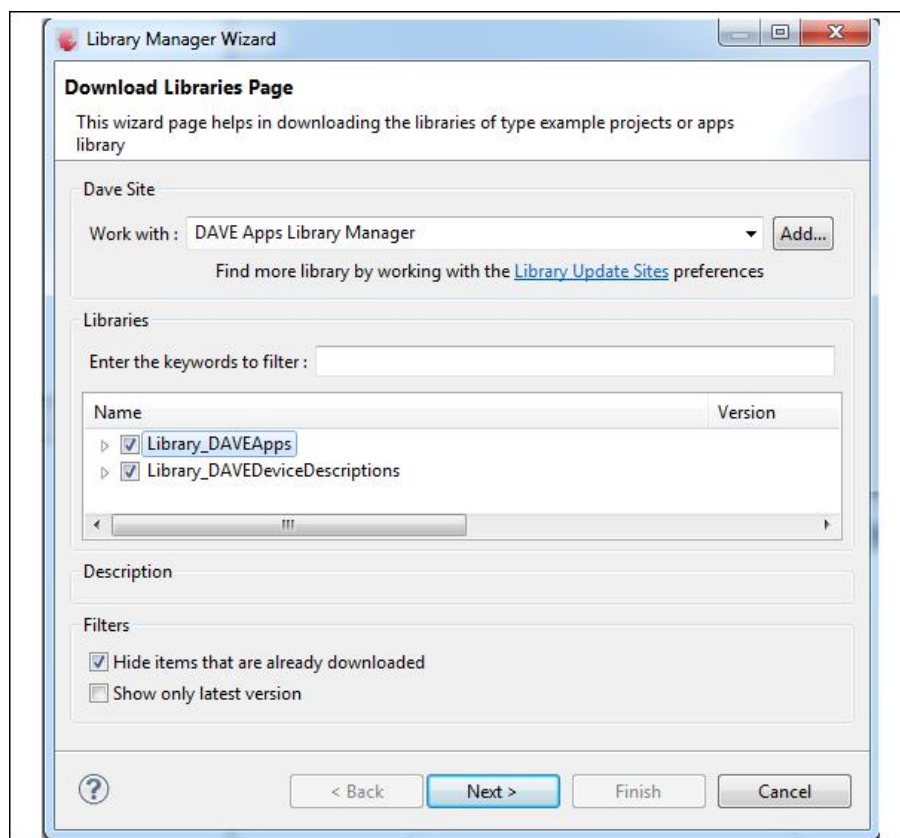 Library Manager Wizard
Download Libraries Page
This wizard page helps in downloading the libraries of type example projects or apps
library
Dave Site
Work with : DAVE Apps Library Manager Add...
Find more library by working with the Library Update Sites preferences
Libraries
Enter the keywords to filter :
Name Version
Library_DAVEApps
Library_DAVEDeviceDescriptions
Description
Filters
Hide items that are already downloaded
Show only latest version
? < Back Next > Finish Cancel